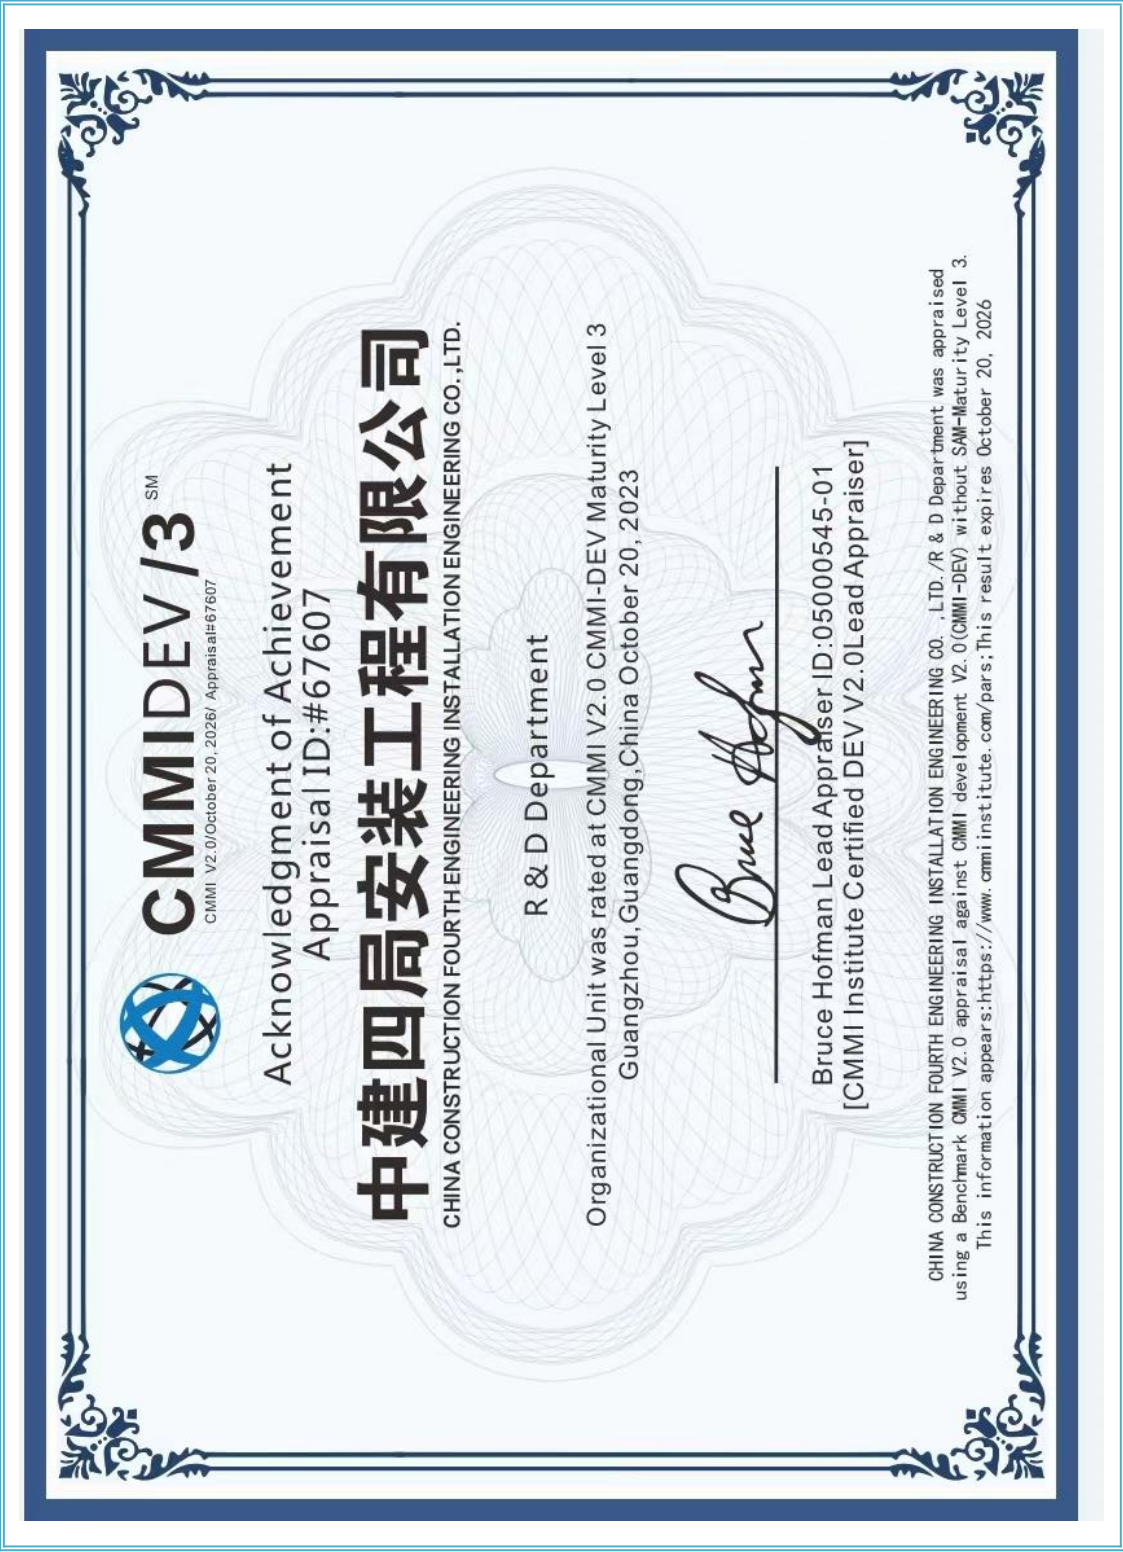 CMMIDEV/3 SM
CMMI V2.0/October 20, 2026/ Appraisal#67607
Acknowledgment of Achievement
Appraisal ID:#67607
中建四局安装工程有限公司
CHINA CONSTRUCTION FOURTH ENGINEERING INSTALLATION ENGINEERING CO.,LTD.
R & D Department
Organizational Unit was rated at CMMI V2.0 CMMI-DEV Maturity Level 3
Guangzhou,Guangdong,China October 20,2023
Bruce Hofman
Bruce Hofman Lead Appraiser ID:05000545-01
[CMMI Institute Certified DEV V2.0Lead Appraiser]
CHINA CONSTRUCTION FOURTH ENGINEERING INSTALLATION ENGINEERING CO. ,LTD./R & D Department was appraised
using a Benchmark CMMI V2.0 appraisal against CMMI development V2.0(CMMI-DEV) without SAM-Maturity Level 3.
This information appears:https://www.cmmiinstitute.com/pars;This result expires October 20, 2026